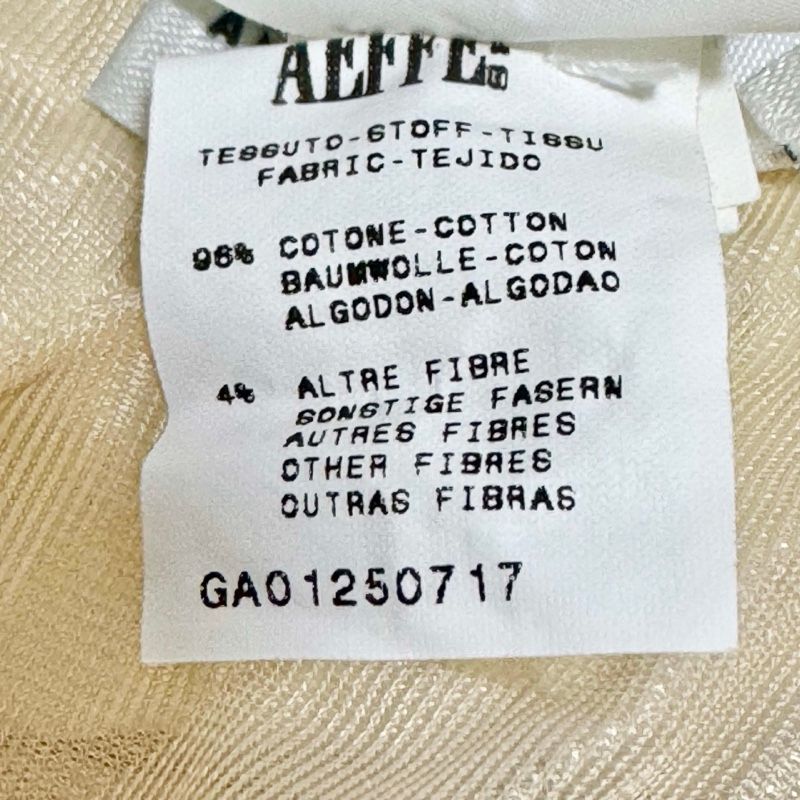 AEFFE
TESSUTO-STOFF-TISSU
FABRIC-TEJIDO
96% COTONE-COTTON
BAUMWOLLE-COTON
ALGODON-ALGODAO
4% ALTRE FIBRE
SONSTIGE FASERN
AUTRES FIBRES
OTHER FIBRES
OUTRAS FIBRAS
GA01250717